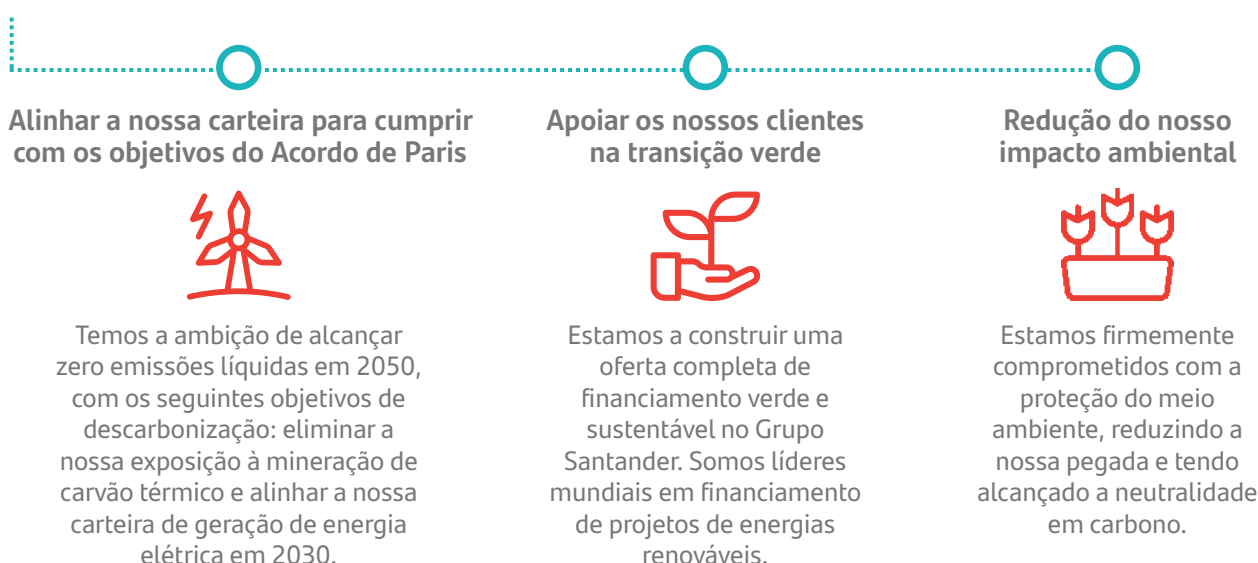 Alinhar a nossa carteira para cumprir
com os objetivos do Acordo de Paris
Temos a ambição de alcançar
zero emissões líquidas em 2050,
com os seguintes objetivos de
descarbonização: eliminar a
nossa exposição à mineração de
carvão térmico e alinhar a nossa
carteira de geração de energia
elétrica em 2030.
Apoiar os nossos clientes
na transição verde
Estamos a construir uma
oferta completa de
financiamento verde e
sustentável no Grupo
Santander. Somos líderes
mundiais em financiamento
de projetos de energias
renováveis.
Redução do nosso
impacto ambiental
Estamos firmemente
comprometidos com a
proteção do meio
ambiente, reduzindo a
nossa pegada e tendo
alcançado a neutralidade
em carbono.